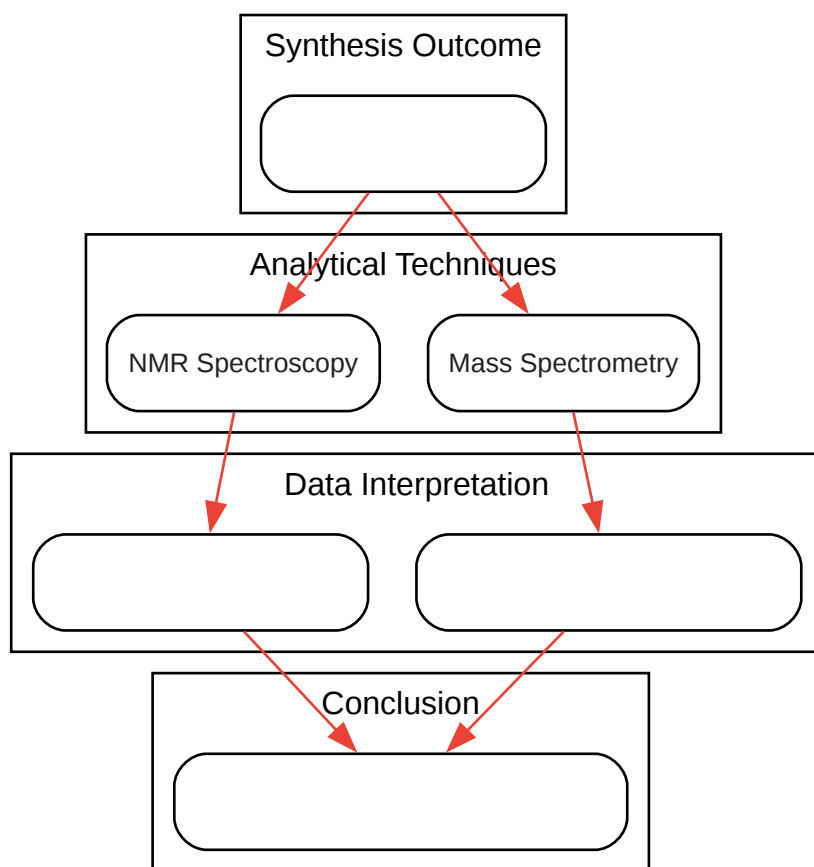 Synthesis Outcome
Analytical Techniques
NMR Spectroscopy
Mass Spectrometry
Data Interpretation
Conclusion